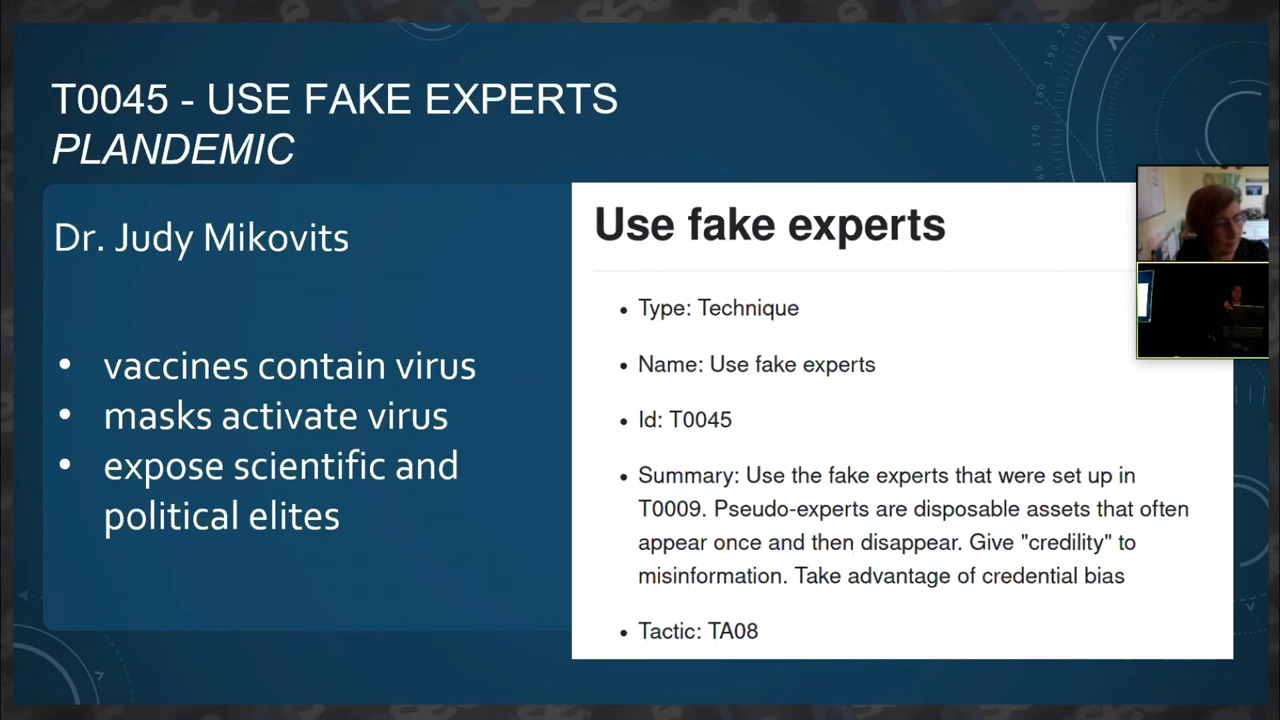 T0045 - USE FAKE EXPERTS
PLANDEMIC
Dr. Judy Mikovits
• vaccines contain virus
• masks activate virus
• expose scientific and
political elites
Use fake experts
• Type: Technique
• Name: Use fake experts
• Id: T0045
• Summary: Use the fake experts that were set up in
T0009. Pseudo-experts are disposable assets that often
appear once and then disappear. Give "credility" to
misinformation. Take advantage of credential bias
• Tactic: TA08